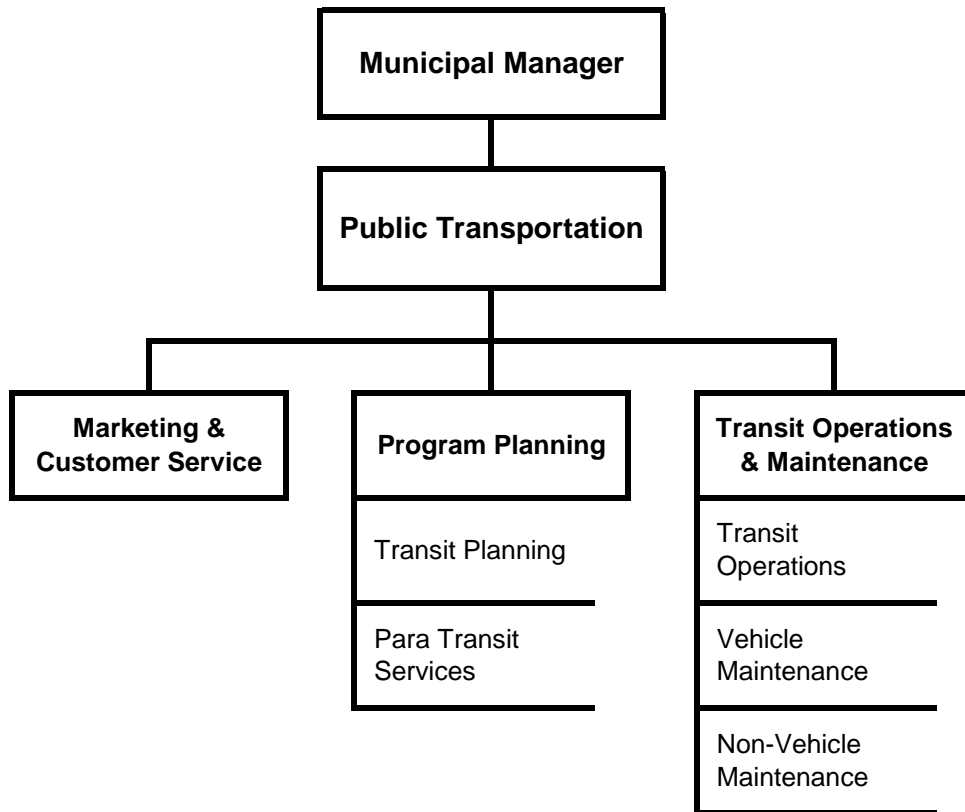 Municipal Manager
Public Transportation
Marketing &
Customer Service
Program Planning
Transit Planning
Para Transit
Services
Transit Operations
& Maintenance
Transit
Operations
Vehicle
Maintenance
Non-Vehicle
Maintenance